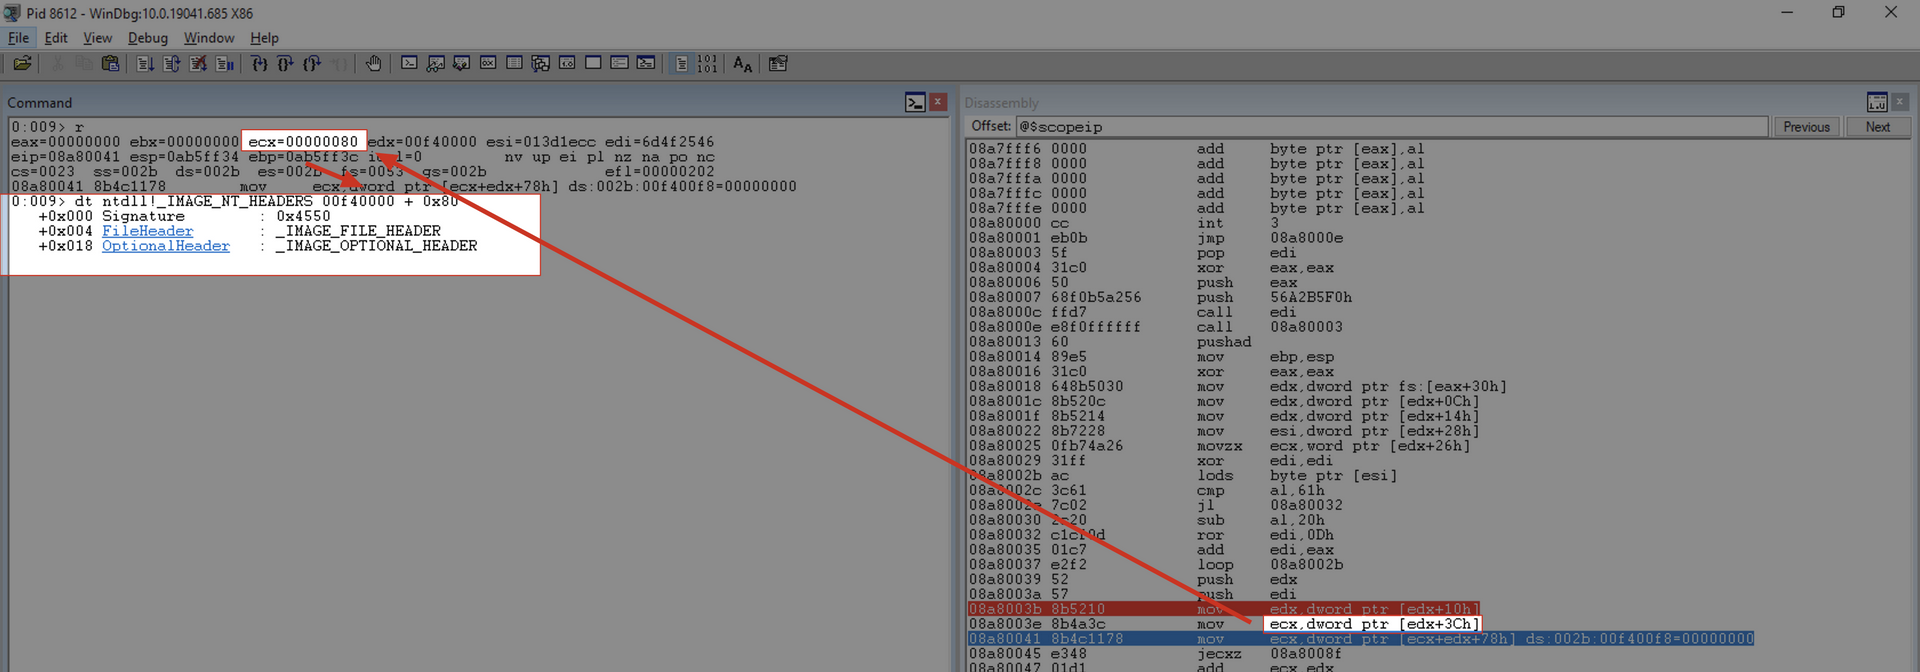 Pid 8612 - WinDbg:10.0.19041.685 X86
File Edit View Debug Window Help
Command
0:009> r
eax=00000000 ebx=00000000 ecx=00000080 edx=00f40000 esi=013d1ecc edi=6d4f2546
eip=08a80041 esp=0ab5ff34 ebp=0ab5ff3c iopl=0 nv up ei pl nz na po nc
cs=0023 ss=002b ds=002b es=002b fs=0053 gs=002b efl=00000202
08a80041 8b4c1178 mov ecx,dword ptr [ecx+edx+78h] ds:002b:00f400f8=00000000
0:009> dt ntdll!_IMAGE_NT_HEADERS 00f40000 + 0x80
+0x000 Signature : 0x4550
+0x004 FileHeader : _IMAGE_FILE_HEADER
+0x018 OptionalHeader : _IMAGE_OPTIONAL_HEADER
Disassembly
Offset: @$scopeip Previous Next
08a7fff6 0000 add byte ptr [eax],al
08a7fff8 0000 add byte ptr [eax],al
08a7fffa 0000 add byte ptr [eax],al
08a7fffc 0000 add byte ptr [eax],al
08a7fffe 0000 add byte ptr [eax],al
08a80000 cc int 3
08a80001 eb0b jmp 08a8000e
08a80003 5f pop edi
08a80004 31c0 xor eax,eax
08a80006 50 push eax
08a80007 68f0b5a256 push 56A2B5F0h
08a8000c ffd7 call edi
08a8000e e8f0ffffff call 08a80003
08a80013 60 pushad
08a80014 89e5 mov ebp,esp
08a80016 31c0 xor eax,eax
08a80018 648b5030 mov edx,dword ptr fs:[eax+30h]
08a8001c 8b520c mov edx,dword ptr [edx+0Ch]
08a8001f 8b5214 mov edx,dword ptr [edx+14h]
08a80022 8b7228 mov esi,dword ptr [edx+28h]
08a80025 0fb74a26 movzx ecx,word ptr [edx+26h]
08a80029 31ff xor edi,edi
08a8002b ac lods byte ptr [esi]
08a8002c 3c61 cmp al,61h
08a8002e 7c02 jl 08a80032
08a80030 2c20 sub al,20h
08a80032 c1cf0d ror edi,0Dh
08a80035 01c7 add edi,eax
08a80037 e2f2 loop 08a8002b
08a80039 52 push edx
08a8003a 57 push edi
08a8003b 8b5210 mov edx,dword ptr [edx+10h]
08a8003e 8b4a3c mov ecx,dword ptr [edx+3Ch]
08a80041 8b4c1178 mov ecx,dword ptr [ecx+edx+78h] ds:002b:00f400f8=00000000
08a80045 e348 jecxz 08a8008f
08a80047 01d1 add ecx,edx